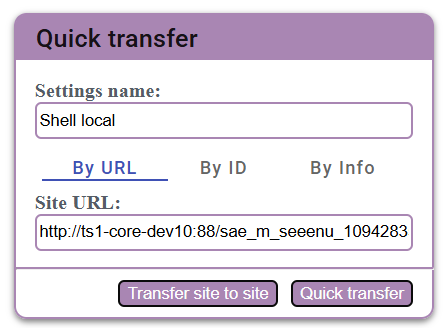 Quick transfer
Settings name:
Shell local
By URL By ID By Info
Site URL:
http://ts1-core-dev10:88/sae_m_seeenu_1094283
Transfer site to site Quick transfer